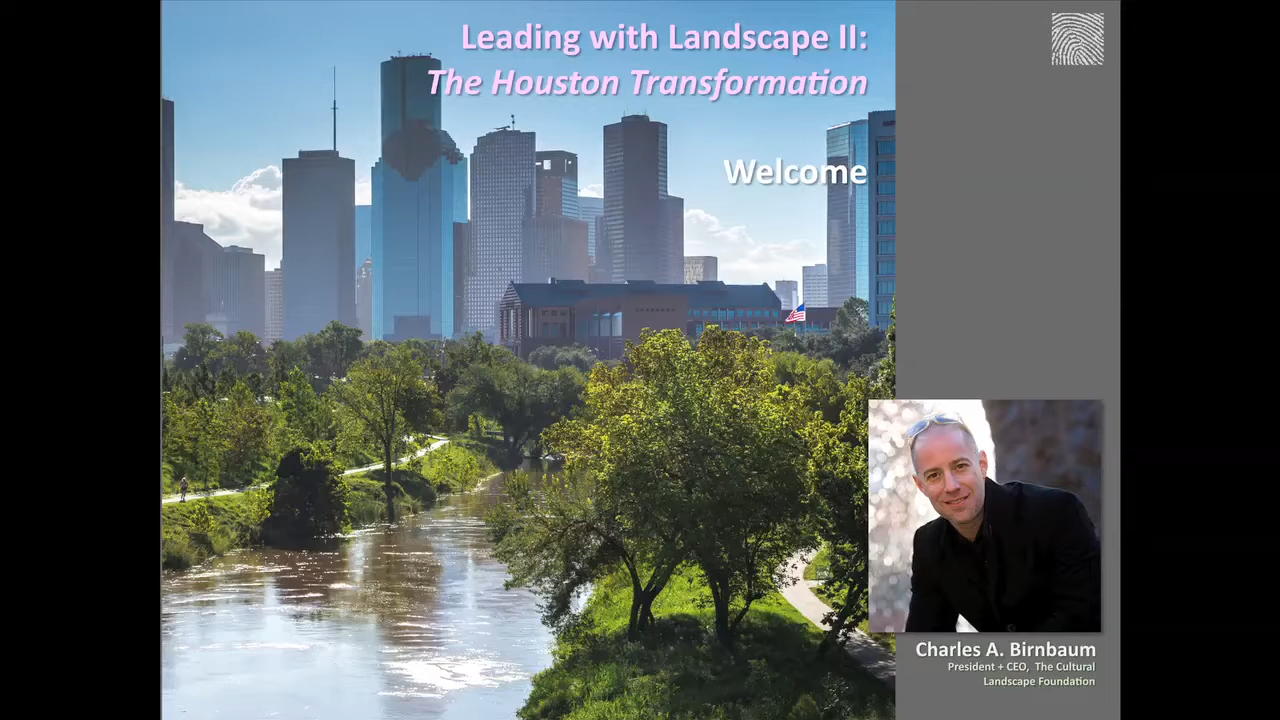 Leading with Landscape II:
The Houston Transformation
Welcome
Charles A. Birnbaum
President + CEO, The Cultural
Landscape Foundation